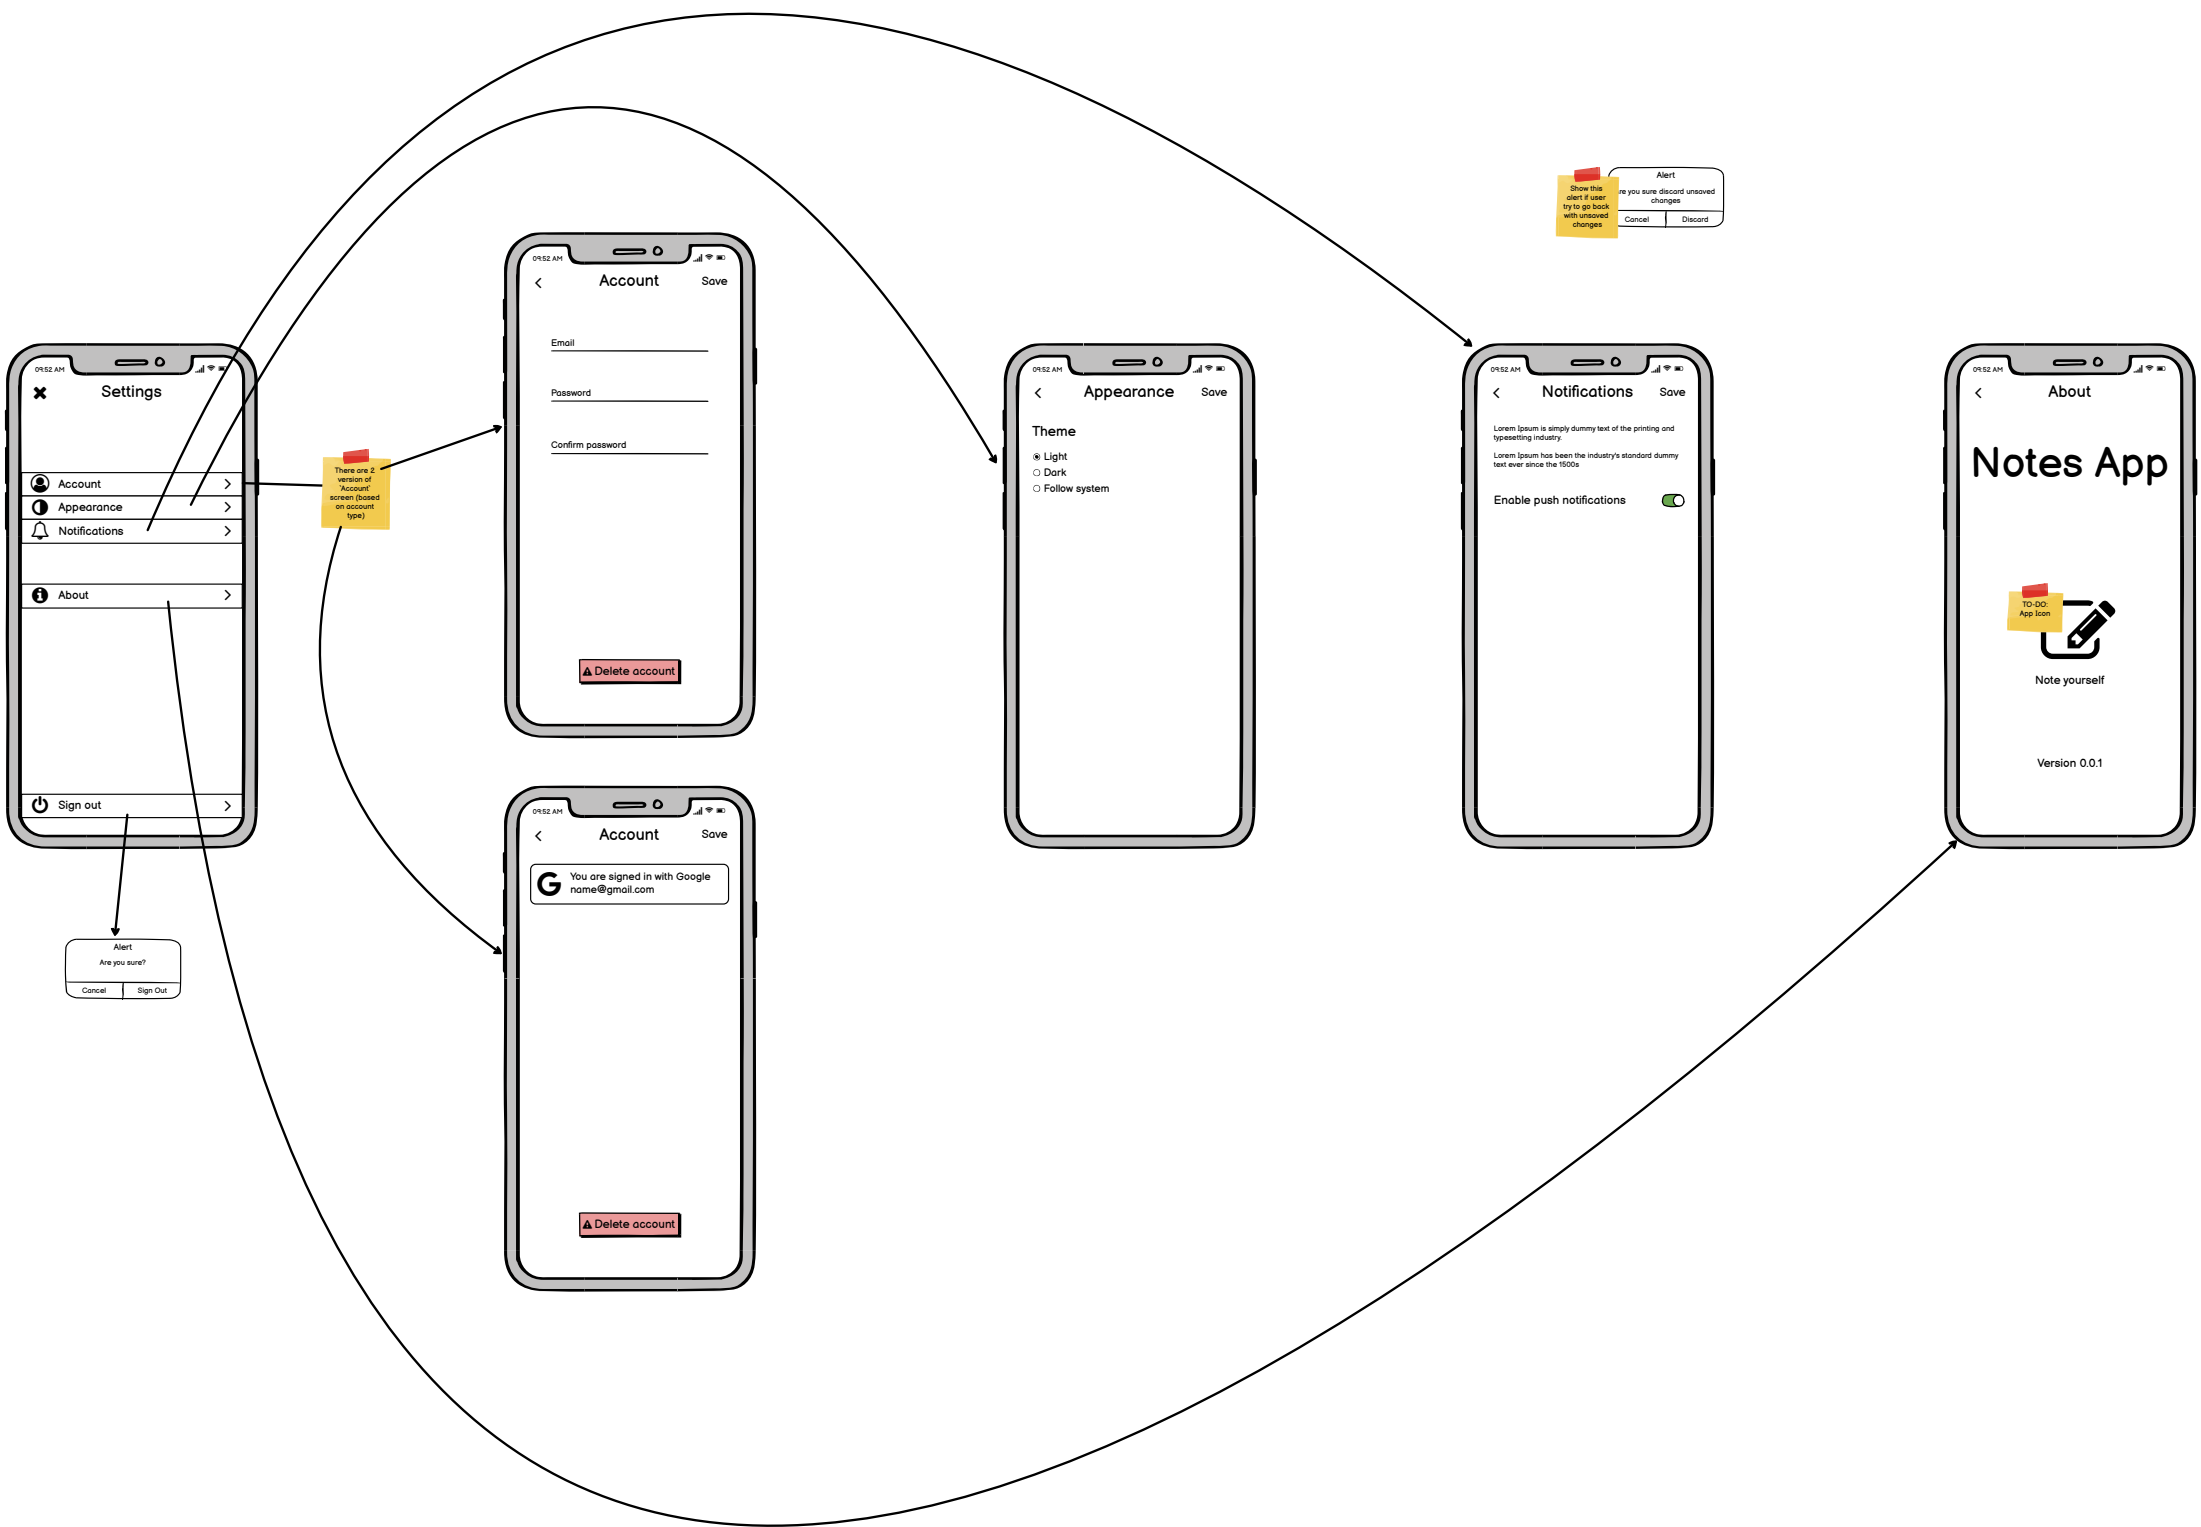 09:52 AM
Settings
Account
Appearance
Notifications
About
Sign out
Alert
Are you sure?
Cancel
Sign Out
There are 2
version of
'Account'
screen (based
on account
type)
09:52 AM
Account
Save
Email
Password
Confirm password
Delete account
09:52 AM
Account
Save
You are signed in with Google
name@gmail.com
Delete account
09:52 AM
Appearance
Save
Theme
Light
Dark
Follow system
Show this
alert if user
try to go back
with unsaved
changes
Alert
re you sure discard unsaved
changes
Cancel
Discard
09:52 AM
Notifications
Save
Lorem Ipsum is simply dummy text of the printing and
typesetting industry.
Lorem Ipsum has been the industry's standard dummy
text ever since the 1500s
Enable push notifications
09:52 AM
About
Notes App
TO-DO:
App Icon
Note yourself
Version 0.0.1